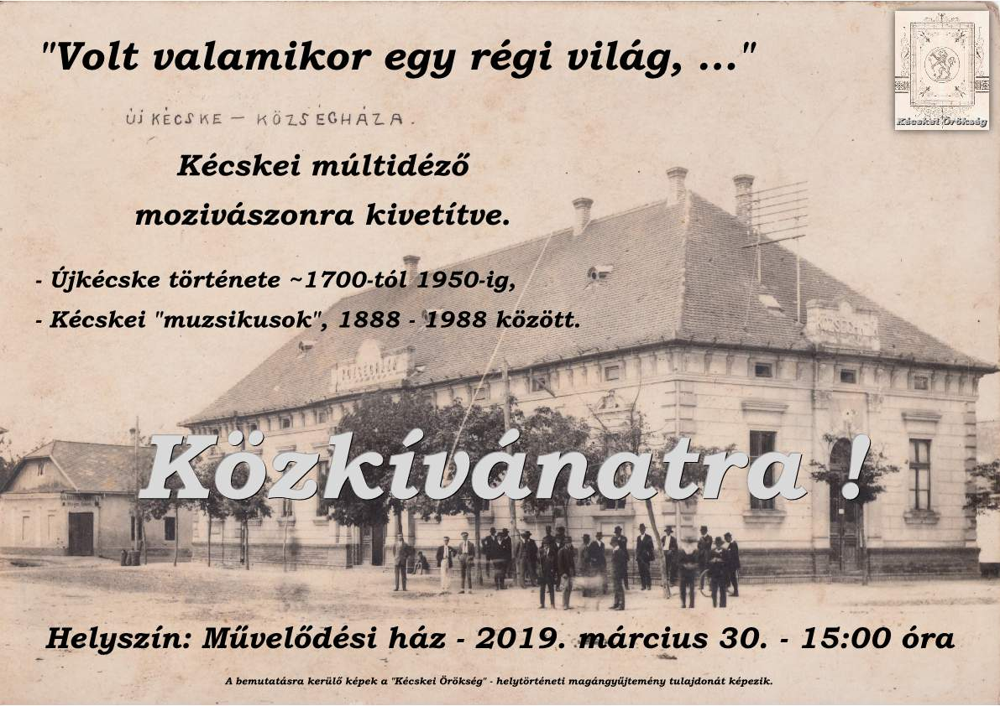 "Volt valamikor egy régi világ, ..."
Kécskei Örökség
ÚJKÉCSKE – KÖZSÉGHÁZA.
Kécskei múltidéző
mozivászonra kivetítve.
- Újkécske története ~1700-tól 1950-ig,
- Kécskei "muzsikusok", 1888 - 1988 között.
KÖZSÉGHÁZA
KÖZSÉGHÁZA
Közkívánatra !
Helyszín: Művelődési ház - 2019. március 30. - 15:00 óra
A bemutatásra kerülő képek a "Kécskei Örökség" - helytörténeti magángyűjtemény tulajdonát képezik.